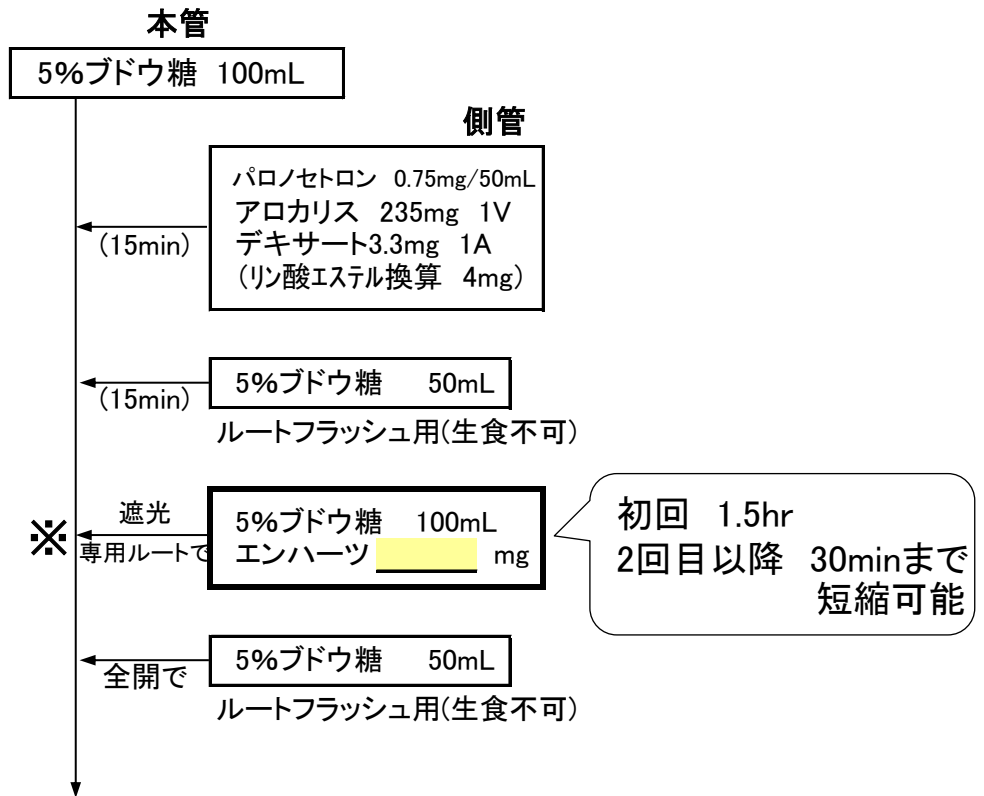 本管
5%ブドウ糖 100mL
側管
パロノセトロン 0.75mg/50mL
アロカリス 235mg 1V
デキサート3.3mg 1A
(リン酸エステル換算 4mg)
(15min)
5%ブドウ糖 50mL
(15min)
ルートフラッシュ用(生食不可)
※
遮光
専用ルートで
5%ブドウ糖 100mL
エンハーツ mg
初回 1.5hr
2回目以降 30minまで
短縮可能
5%ブドウ糖 50mL
全開で
ルートフラッシュ用(生食不可)